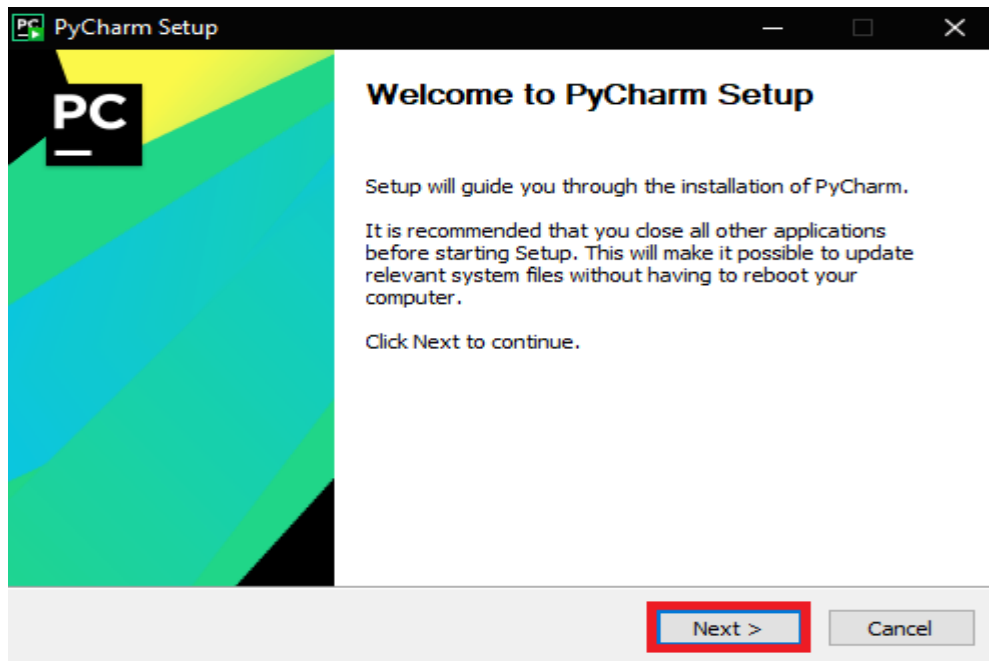 PyCharm Setup
PC
Welcome to PyCharm Setup
Setup will guide you through the installation of PyCharm.
It is recommended that you close all other applications
before starting Setup. This will make it possible to update
relevant system files without having to reboot your
computer.
Click Next to continue.
Next >
Cancel